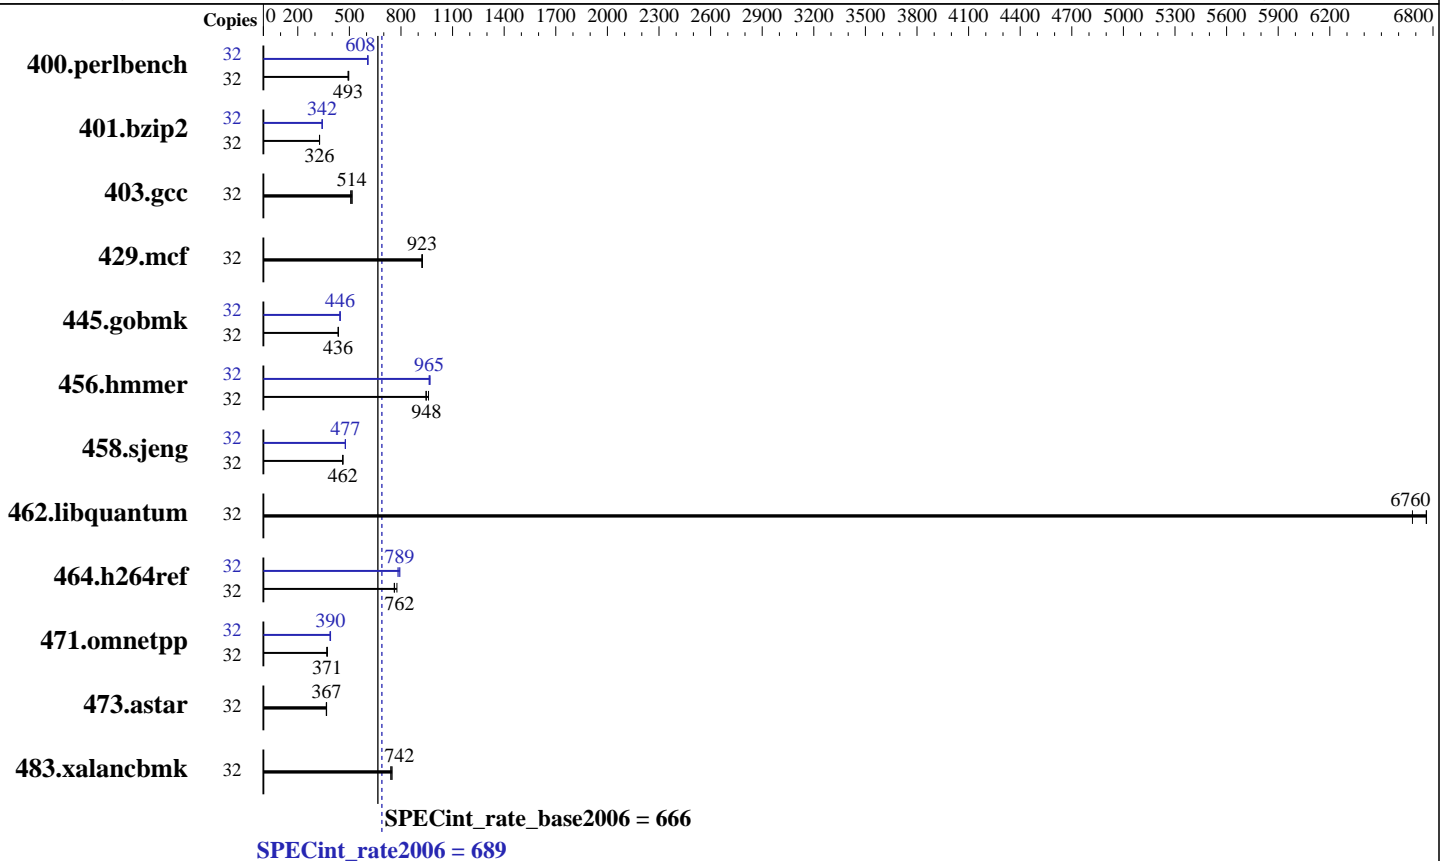 Copies 0 200 500 800 1100 1400 1700 2000 2300 2600 2900 3200 3500 3800 4100 4400 4700 5000 5300 5600 5900 6200 6800
400.perlbench 32 608
32 493
401.bzip2 32 342
32 326
403.gcc 32 514
429.mcf 32 923
445.gobmk 32 446
32 436
456.hmmer 32 965
32 948
458.sjeng 32 477
32 462
462.libquantum 32 6760
464.h264ref 32 789
32 762
471.omnetpp 32 390
32 371
473.astar 32 367
483.xalancbmk 32 742
SPECint_rate_base2006 = 666
SPECint_rate2006 = 689